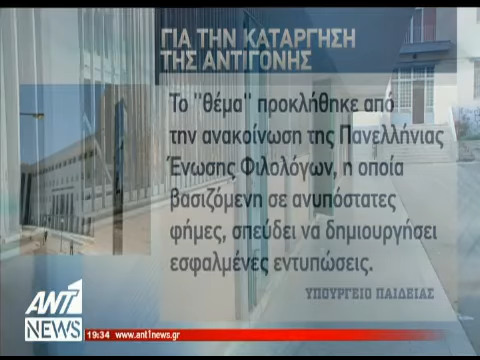 ΓΙΑ ΤΗΝ ΚΑΤΑΡΓΗΣΗ
ΤΗΣ ΑΝΤΙΓΟΝΗΣ
Το "θέμα" προκλήθηκε από
την ανακοίνωση της Πανελλήνιας
Ένωσης Φιλολόγων, η οποία
βασιζόμενη σε ανυπόστατες
φήμες, σπεύδει να δημιουργήσει
εσφαλμένες εντυπώσεις.
ΥΠΟΥΡΓΕΙΟ ΠΑΙΔΕΙΑΣ
ΑΝΤ1
NEWS
19:34 www.ant1news.gr